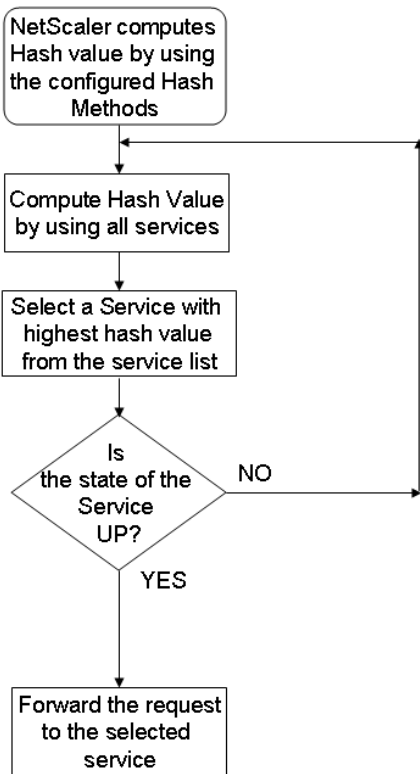 NetScaler computes
Hash value by using
the configured Hash
Methods
Compute Hash Value
by using all services
Select a Service with
highest hash value
from the service list
Is
the state of the
Service
UP?
NO
YES
Forward the request
to the selected
service